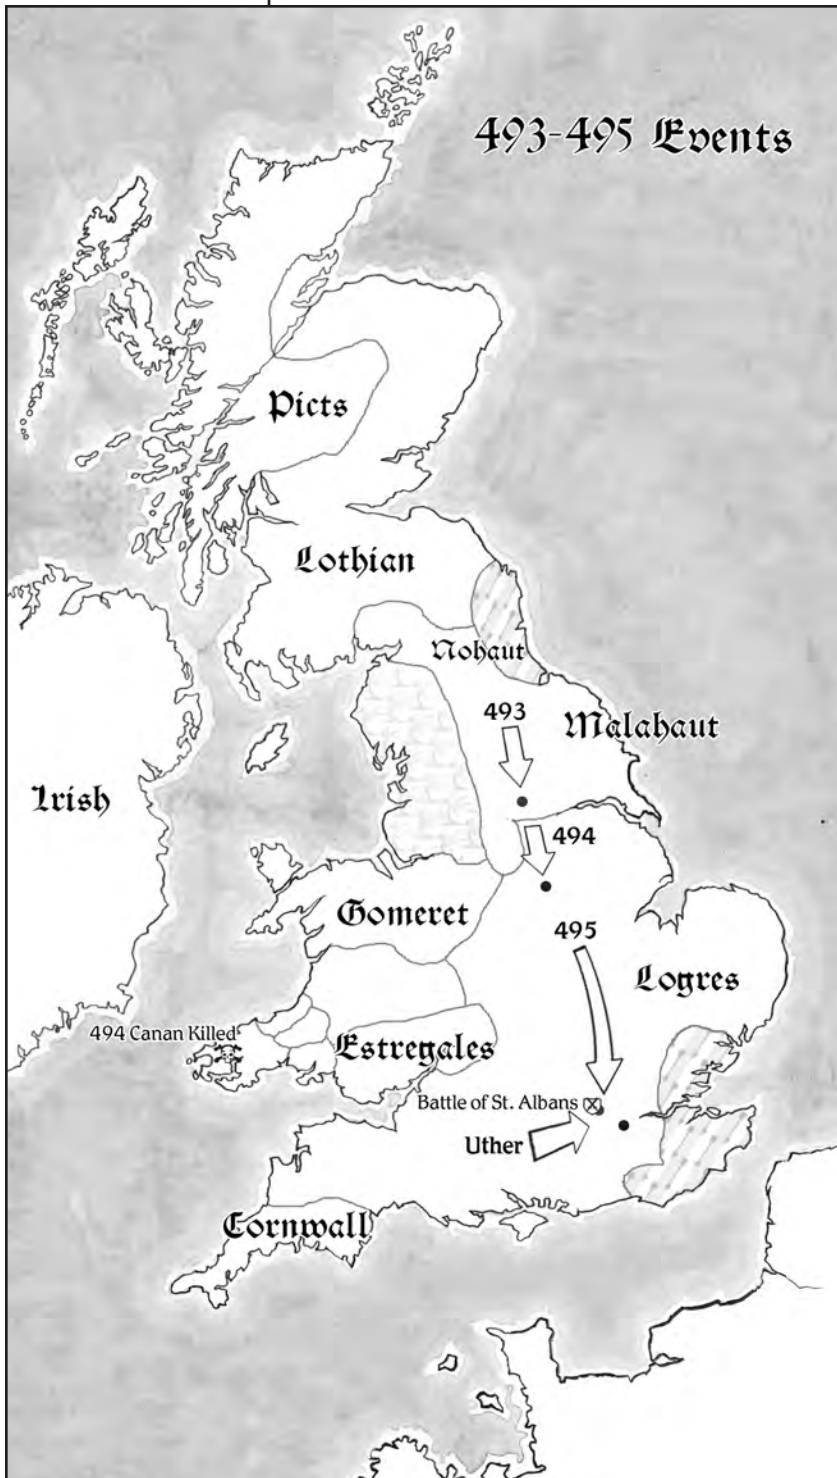 493-495 Events
Picts
Lothian
Nohaut
493
Malahaut
Irish
494
Gomeret
495
Logres
494 Canan Killed
Estregales
Battle of St. Albans
Uther
Cornwall